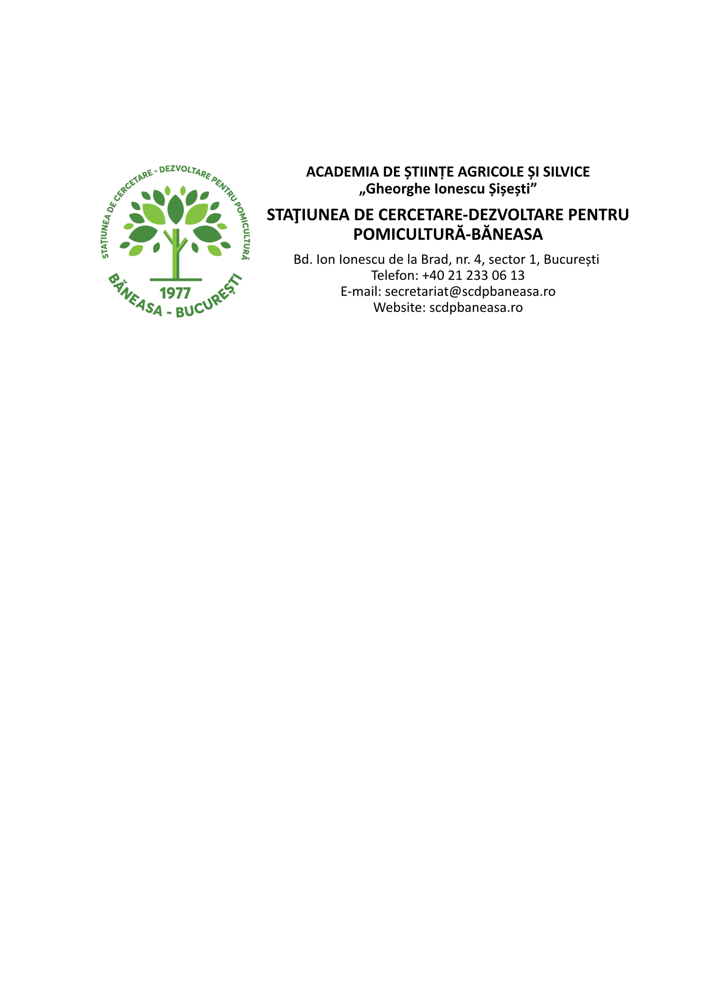 STAȚIUNEA DE CERCETARE - DEZVOLTARE PENTRU POMICULTURĂ
1977
BĂNEASA - BUCUREȘTI
ACADEMIA DE ȘTIINȚE AGRICOLE ȘI SILVICE
„Gheorghe Ionescu Șișești”
STAŢIUNEA DE CERCETARE-DEZVOLTARE PENTRU
POMICULTURĂ-BĂNEASA
Bd. Ion Ionescu de la Brad, nr. 4, sector 1, București
Telefon: +40 21 233 06 13
E-mail: secretariat@scdpbaneasa.ro
Website: scdpbaneasa.ro